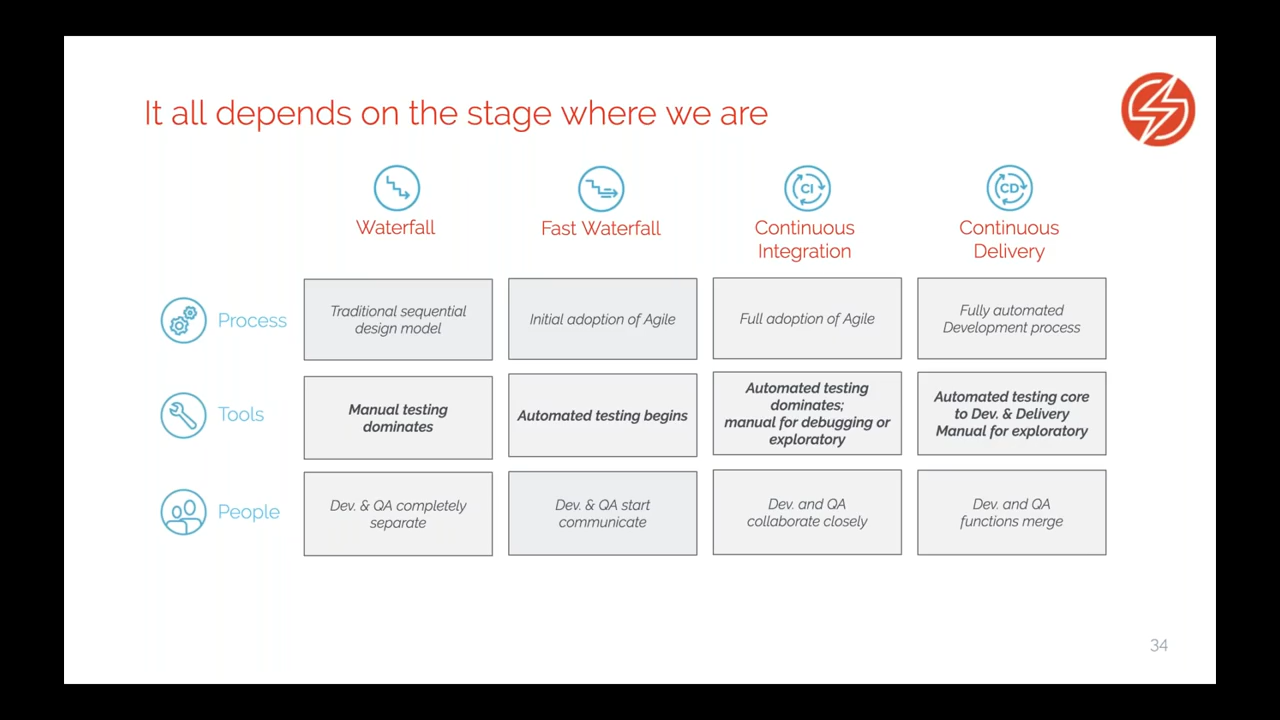 It all depends on the stage where we are
Waterfall
Fast Waterfall
CI
Continuous
Integration
CD
Continuous
Delivery
Process
Traditional sequential
design model
Initial adoption of Agile
Full adoption of Agile
Fully automated
Development process
Tools
Manual testing
dominates
Automated testing begins
Automated testing
dominates;
manual for debugging or
exploratory
Automated testing core
to Dev. & Delivery
Manual for exploratory
People
Dev. & QA completely
separate
Dev. & QA start
communicate
Dev. and QA
collaborate closely
Dev. and QA
functions merge
34